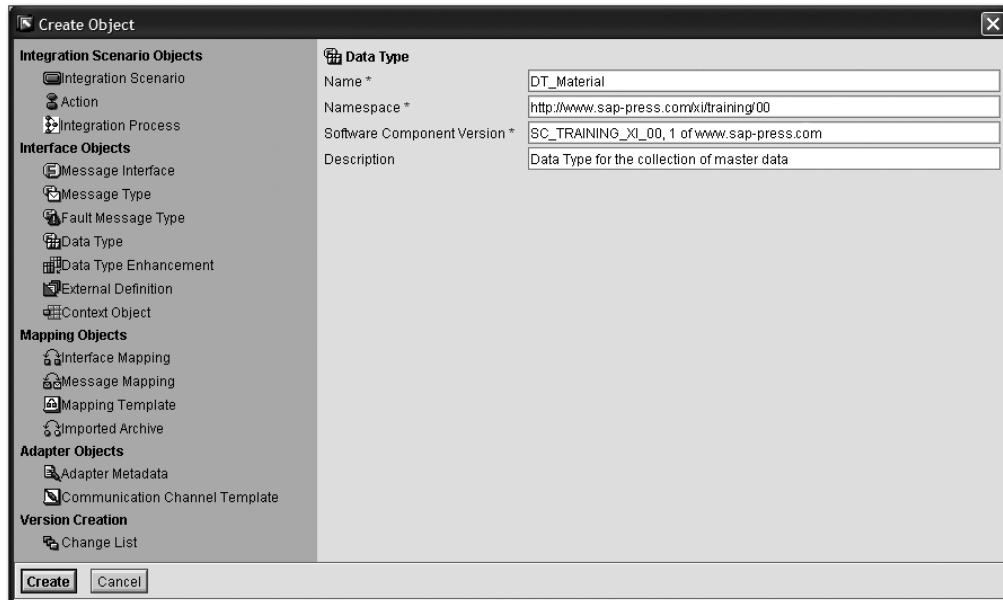 Create Object
Integration Scenario Objects
Integration Scenario
Action
Integration Process
Interface Objects
Message Interface
Message Type
Fault Message Type
Data Type
Data Type Enhancement
External Definition
Context Object
Mapping Objects
Interface Mapping
Message Mapping
Mapping Template
Imported Archive
Adapter Objects
Adapter Metadata
Communication Channel Template
Version Creation
Change List
Data Type
Name * DT_Material
Namespace * http://www.sap-press.com/xi/training/00
Software Component Version * SC_TRAINING_XI_00, 1 of www.sap-press.com
Description Data Type for the collection of master data
Create Cancel